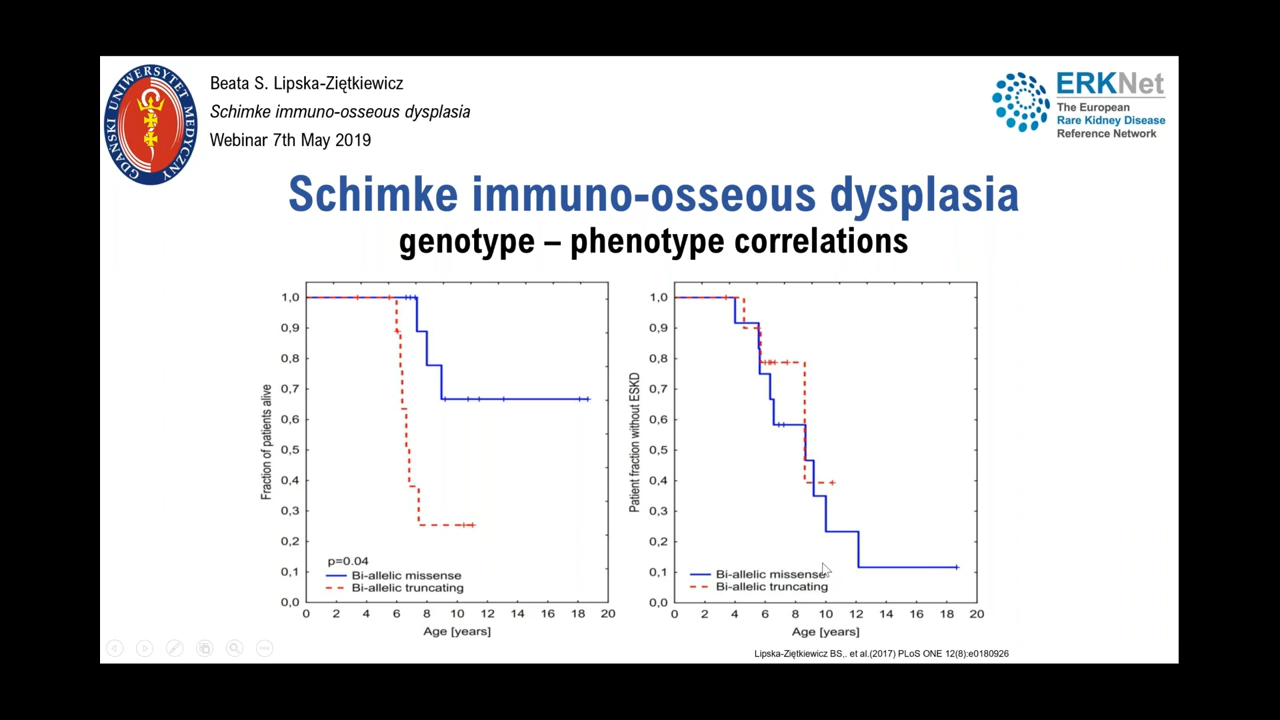 GDAŃSKI UNIWERSYTET MEDYCZNY
Beata S. Lipska-Ziętkiewicz
Schimke immuno-osseous dysplasia
Webinar 7th May 2019
ERKNet
The European
Rare Kidney Disease
Reference Network
Schimke immuno-osseous dysplasia
genotype – phenotype correlations
Fraction of patients alive
1,0
0,9
0,8
0,7
0,6
0,5
0,4
0,3
0,2
0,1
0,0
p=0.04
Bi-allelic missense
Bi-allelic truncating
0 2 4 6 8 10 12 14 16 18 20
Age [years]
Patient fraction without ESKD
1,0
0,9
0,8
0,7
0,6
0,5
0,4
0,3
0,2
0,1
0,0
Bi-allelic missense
Bi-allelic truncating
0 2 4 6 8 10 12 14 16 18 20
Age [years]
Lipska-Ziętkiewicz BS,. et al.(2017) PLoS ONE 12(8):e0180926